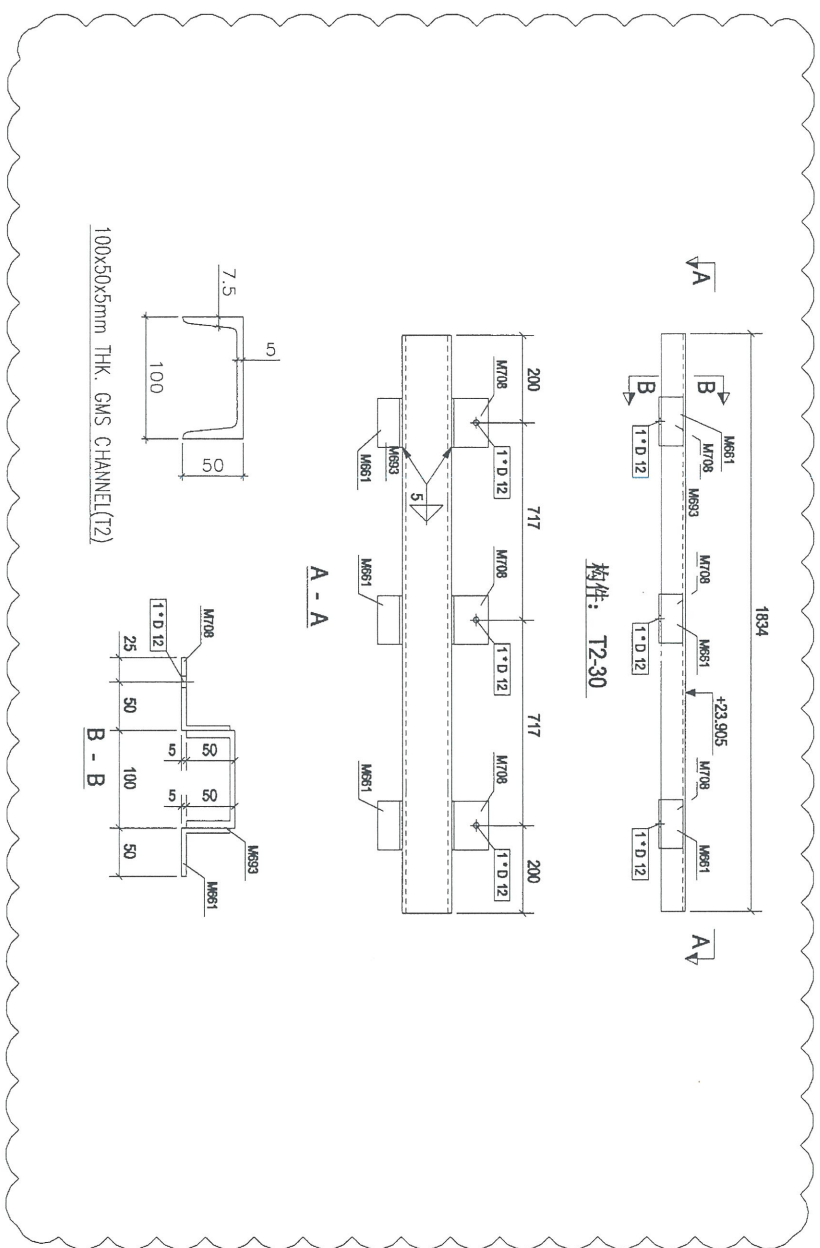 1834
+23.905
A
A
B
B
M661
M708
M693
M708
M661
M708
M661
1*D 12
1*D 12
1*D 12
构件: T2-30
200
717
717
200
M708
1*D 12
M708
1*D 12
M708
1*D 12
5
M693
M661
M661
M661
A - A
5
7.5
100
50
100x50x5mm THK. GMS CHANNEL(T2)
M708
1*D 12
M693
M661
5
50
5
50
25
50
100
50
B - B